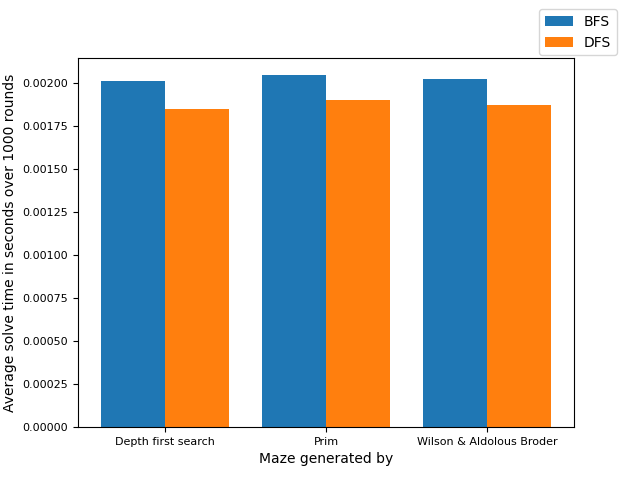 BFS
DFS
Average solve time in seconds over 1000 rounds
0.00200
0.00175
0.00150
0.00125
0.00100
0.00075
0.00050
0.00025
0.00000
Depth first search
Prim
Wilson & Aldolous Broder
Maze generated by